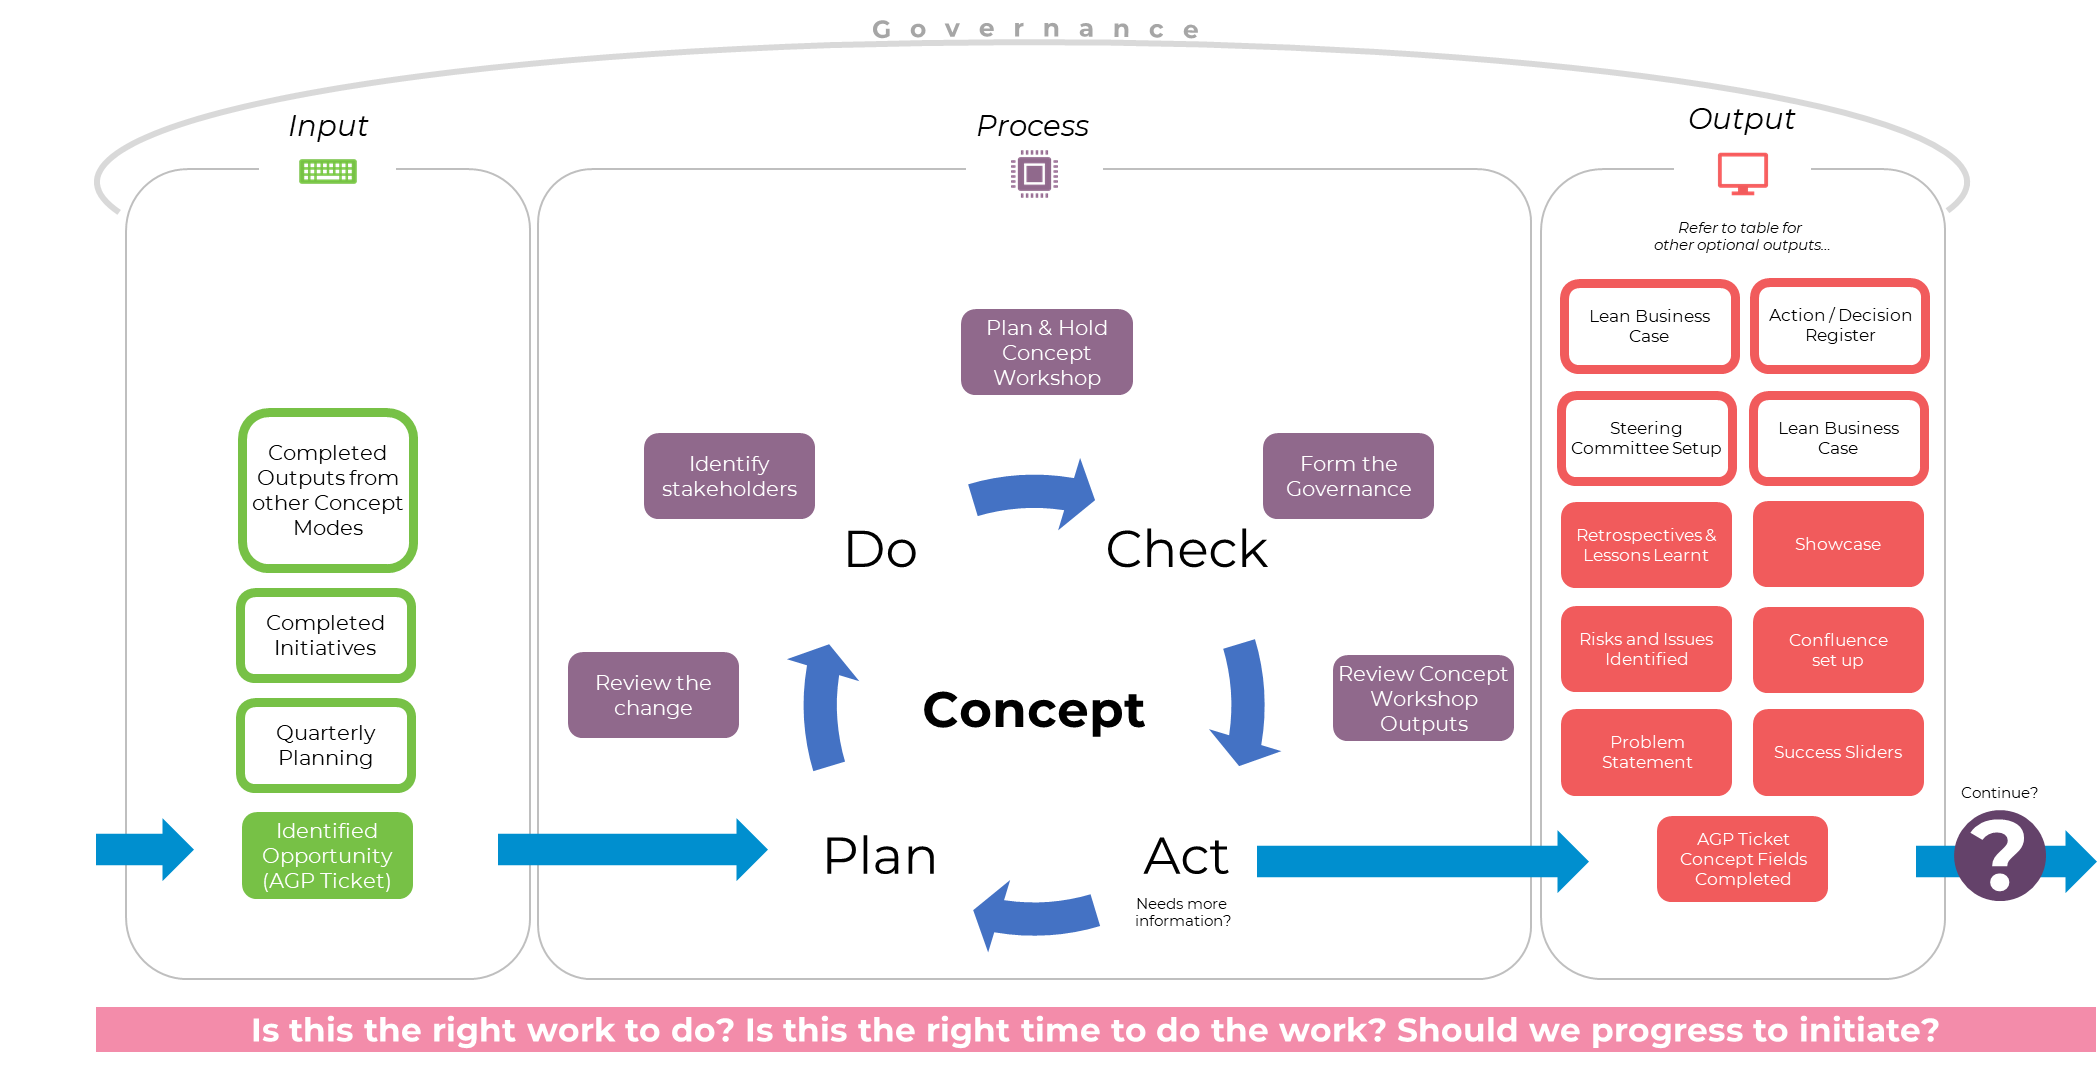 Governance
Input
Completed
Outputs from
other Concept
Modes
Completed
Initiatives
Quarterly
Planning
Identified
Opportunity
(AGP Ticket)
Process
Plan & Hold
Concept
Workshop
Identify
stakeholders
Form the
Governance
Do
Check
Review the
change
Concept
Review Concept
Workshop
Outputs
Plan
Act
Needs more
information?
Output
Refer to table for
other optional outputs...
Lean Business
Case
Action / Decision
Register
Steering
Committee Setup
Lean Business
Case
Retrospectives &
Lessons Learnt
Showcase
Risks and Issues
Identified
Confluence
set up
Problem
Statement
Success Sliders
AGP Ticket
Concept Fields
Completed
Continue?
?
Is this the right work to do? Is this the right time to do the work? Should we progress to initiate?